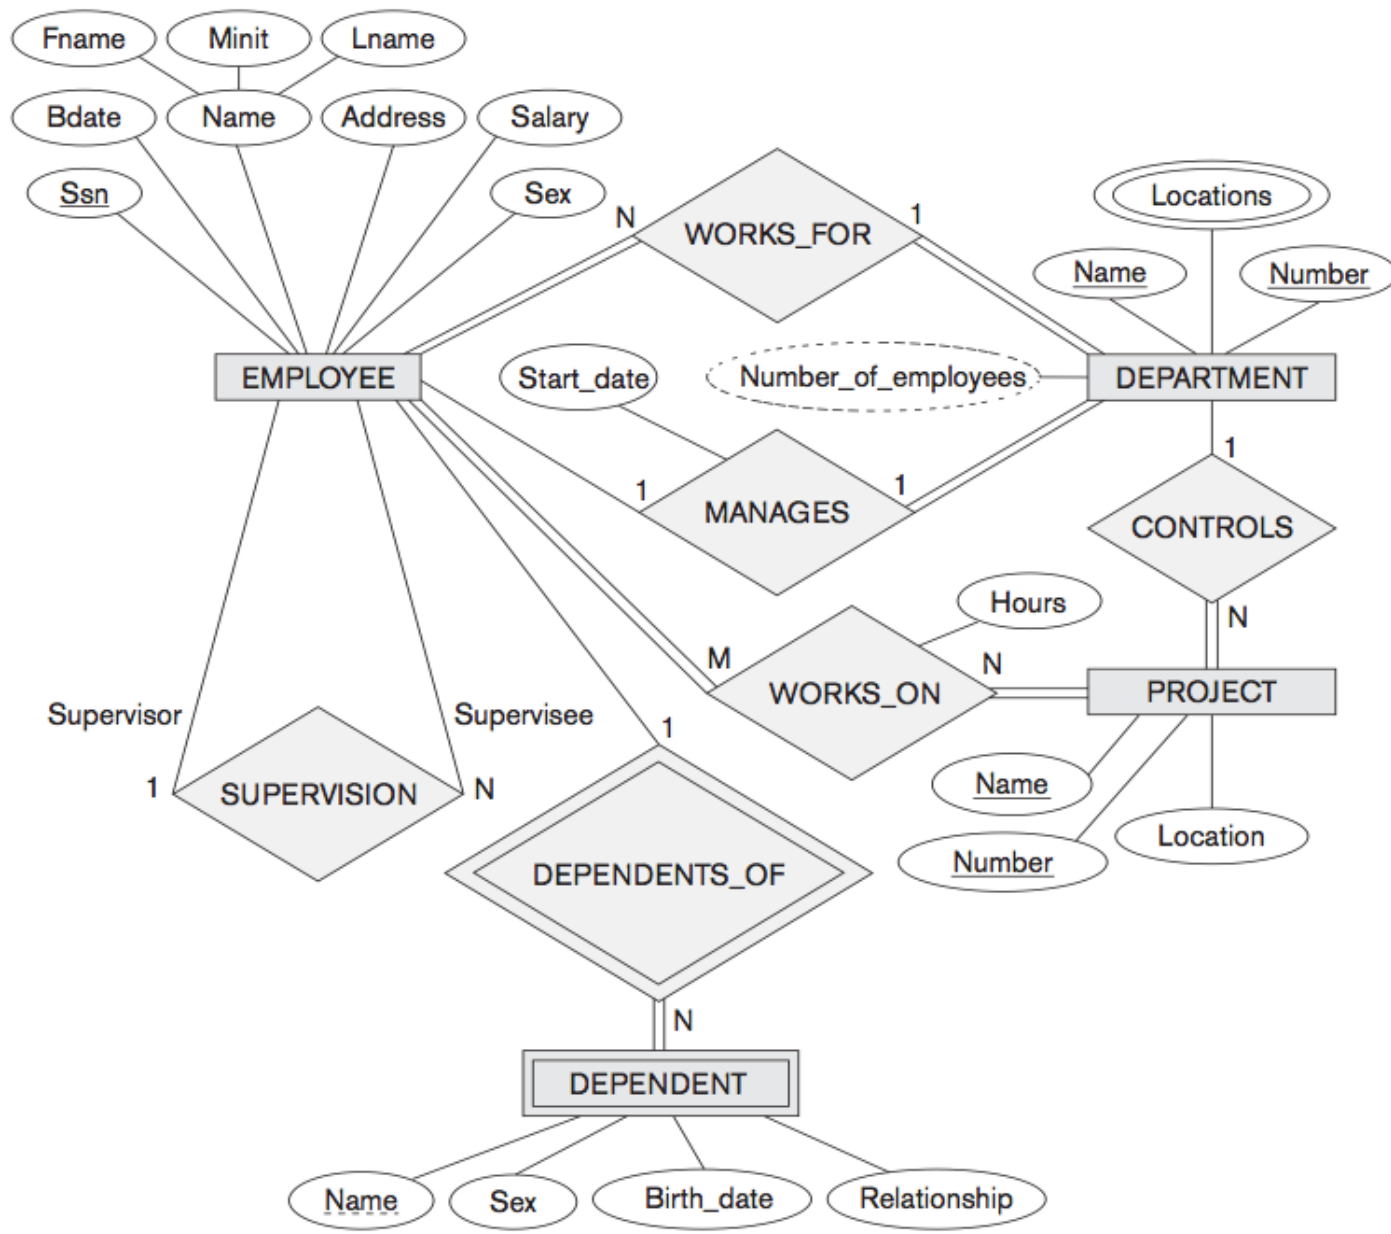 Fname
Minit
Lname
Bdate
Name
Address
Salary
Ssn
Sex
N
WORKS_FOR
1
Locations
Name
Number
EMPLOYEE
Start_date
Number_of_employees
DEPARTMENT
1
MANAGES
1
1
CONTROLS
Hours
N
M
WORKS_ON
N
PROJECT
Supervisor
Supervisee
1
1
SUPERVISION
N
Name
Location
Number
DEPENDENTS_OF
N
DEPENDENT
Name
Sex
Birth_date
Relationship